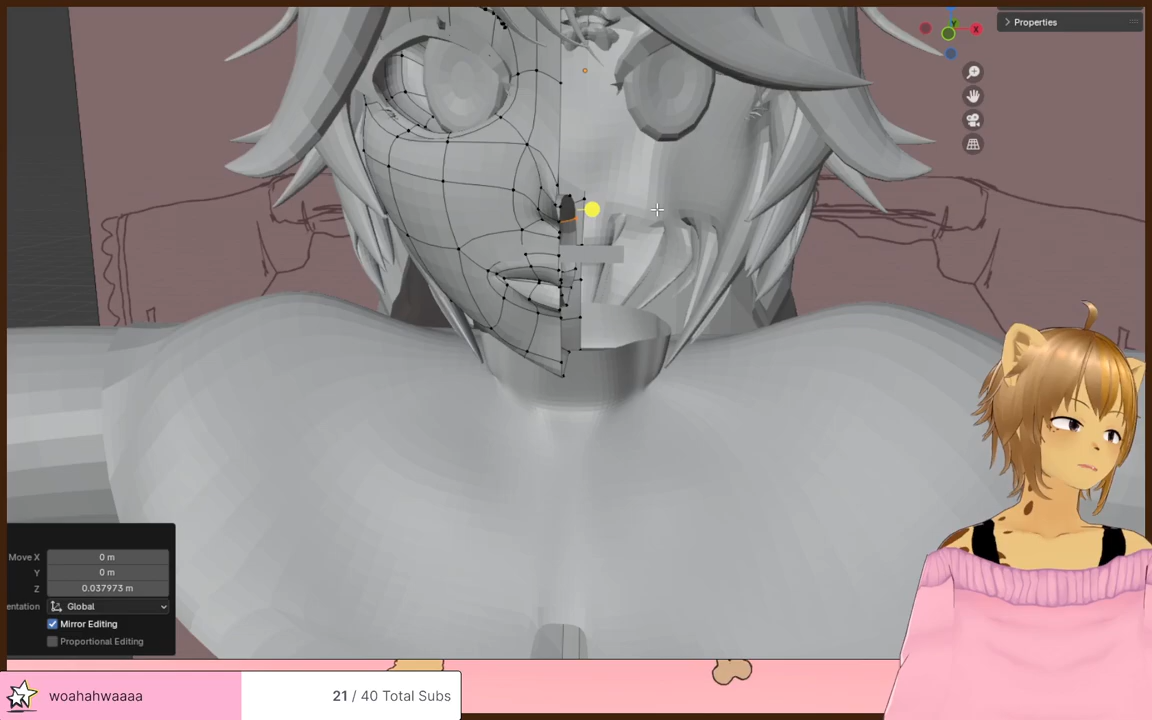 Properties
Y
X
Move X 0 m
Y 0 m
Z 0.037973 m
entation Global
Mirror Editing
Proportional Editing
woahahwaaaa 21 / 40 Total Subs